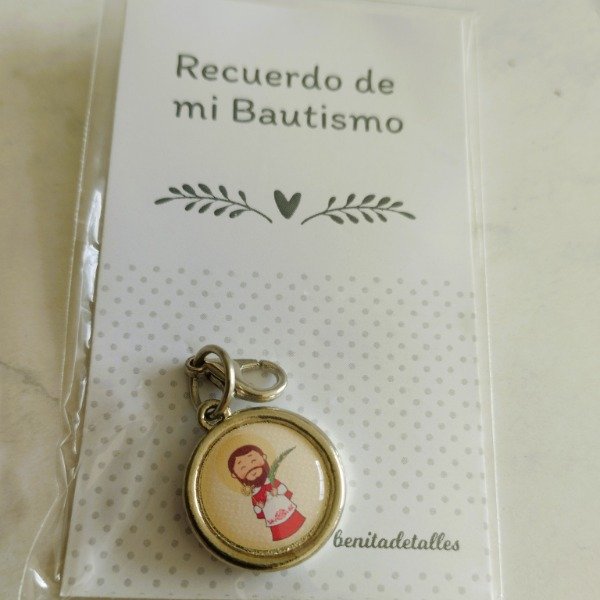 Recuerdo de
mi Bautismo
benitadetalles